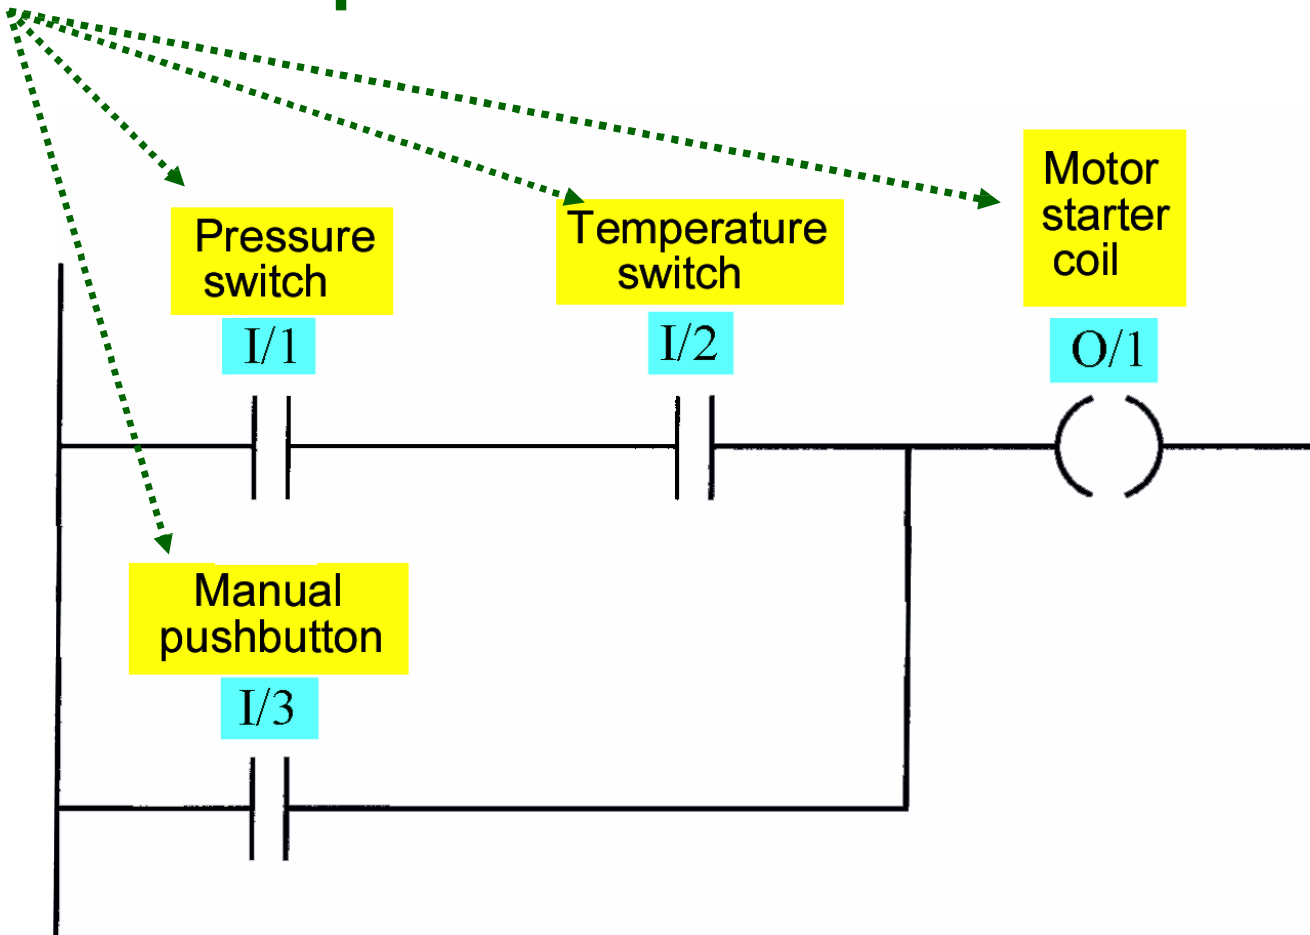 Pressure
switch
I/1
Temperature
switch
I/2
Motor
starter
coil
O/1
Manual
pushbutton
I/3